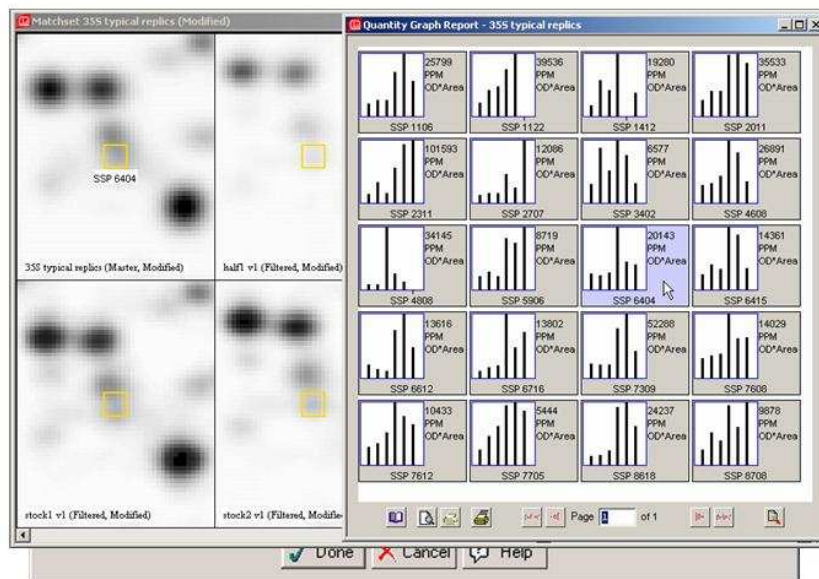 Matchset 35S typical replics (Modified)
SSP 6404
35S typical replics (Master, Modified)
half1 v1 (Filtered, Modified)
stock1 v1 (Filtered, Modified)
stock2 v1 (Filtered, Modified)
Quantity Graph Report - 35S typical replics
25799
PPM
OD*Area
SSP 1106
39536
PPM
OD*Area
SSP 1122
19280
PPM
OD*Area
SSP 1412
35533
PPM
OD*Area
SSP 2011
101593
PPM
OD*Area
SSP 2311
12086
PPM
OD*Area
SSP 2707
6577
PPM
OD*Area
SSP 3402
26891
PPM
OD*Area
SSP 4608
34145
PPM
OD*Area
SSP 4808
8719
PPM
OD*Area
SSP 5906
20143
PPM
OD*Area
SSP 6404
14361
PPM
OD*Area
SSP 6415
13616
PPM
OD*Area
SSP 6612
13802
PPM
OD*Area
SSP 6716
52288
PPM
OD*Area
SSP 7309
14029
PPM
OD*Area
SSP 7608
10433
PPM
OD*Area
SSP 7612
5444
PPM
OD*Area
SSP 7705
24237
PPM
OD*Area
SSP 8618
9878
PPM
OD*Area
SSP 8708
Page 1 of 1
Done Cancel Help